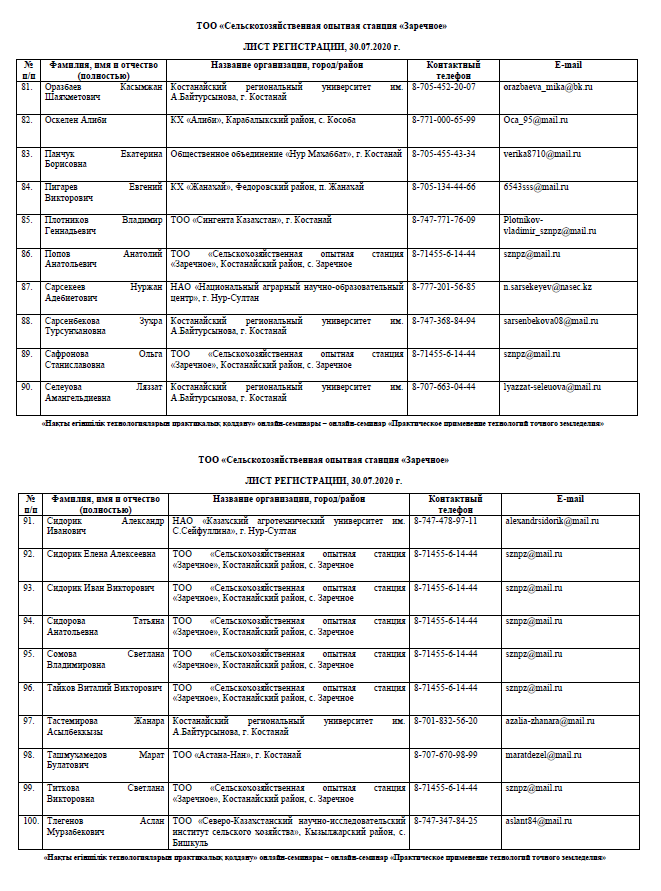 ТОО «Сельскохозяйственная опытная станция «Заречное»
ЛИСТ РЕГИСТРАЦИИ, 30.07.2020 г.
№ Фамилия, имя и отчество Название организации, город/район Контактный E-mail
п/п (полностью) телефон
81. Оразбаев Касымжан Костанайский региональный университет им. 8-705-452-20-07 orazbaeva_mika@bk.ru
Шаяхметович А.Байтурсынова, г. Костанай
82. Оскелен Алиби КХ «Алиби», Карабалыкский район, с. Кособа 8-771-000-65-99 Oca_95@mail.ru
83. Панчук Екатерина Общественное объединение «Нур Махаббат», г. Костанай 8-705-455-43-34 verika8710@mail.ru
Борисовна
84. Пигарев Евгений КХ «Жанахай», Федоровский район, п. Жанахай 8-705-134-44-66 6543sss@mail.ru
Викторович
85. Плотников Владимир ТОО «Сингента Казахстан», г. Костанай 8-747-771-76-09 Plotnikov-
Геннадьевич vladimir_sznpz@mail.ru
86. Попов Анатолий ТОО «Сельскохозяйственная опытная станция 8-71455-6-14-44 sznpz@mail.ru
Анатольевич «Заречное», Костанайский район, с. Заречное
87. Сарсекеев Нуржан НАО «Национальный аграрный научно-образовательный 8-777-201-56-85 n.sarsekeyev@nasec.kz
Адебиетович центр», г. Нур-Султан
88. Сарсенбекова Зухра Костанайский региональный университет им. 8-747-368-84-94 sarsenbekova08@mail.ru
Турсунхановна А.Байтурсынова, г. Костанай
89. Сафронова Ольга ТОО «Сельскохозяйственная опытная станция 8-71455-6-14-44 sznpz@mail.ru
Станиславовна «Заречное», Костанайский район, с. Заречное
90. Селеуова Ляззат Костанайский региональный университет им. 8-707-663-04-44 lyazzat-seleuova@mail.ru
Амангельдиевна А.Байтурсынова, г. Костанай
«Нақты егіншілік технологияларын практикалық қолдану» онлайн-семинары – онлайн-семинар «Практическое применение технологий точного земледелия»
ТОО «Сельскохозяйственная опытная станция «Заречное»
ЛИСТ РЕГИСТРАЦИИ, 30.07.2020 г.
№ Фамилия, имя и отчество Название организации, город/район Контактный E-mail
п/п (полностью) телефон
91. Сидорик Александр НАО «Казахский агротехнический университет им. 8-747-478-97-11 alexandrsidorik@mail.ru
Иванович С.Сейфуллина», г. Нур-Султан
92. Сидорик Елена Алексеевна ТОО «Сельскохозяйственная опытная станция 8-71455-6-14-44 sznpz@mail.ru
«Заречное», Костанайский район, с. Заречное
93. Сидорик Иван Викторович ТОО «Сельскохозяйственная опытная станция 8-71455-6-14-44 sznpz@mail.ru
«Заречное», Костанайский район, с. Заречное
94. Сидорова Татьяна ТОО «Сельскохозяйственная опытная станция 8-71455-6-14-44 sznpz@mail.ru
Анатольевна «Заречное», Костанайский район, с. Заречное
95. Сомова Светлана ТОО «Сельскохозяйственная опытная станция 8-71455-6-14-44 sznpz@mail.ru
Владимировна «Заречное», Костанайский район, с. Заречное
96. Тайков Виталий Викторович ТОО «Сельскохозяйственная опытная станция 8-71455-6-14-44 sznpz@mail.ru
«Заречное», Костанайский район, с. Заречное
97. Тастемирова Жанара Костанайский региональный университет им. 8-701-832-56-20 azalia-zhanara@mail.ru
Асылбеккызы А.Байтурсынова, г. Костанай
98. Ташмухамедов Марат ТОО «Астана-Нан», г. Костанай 8-707-670-98-99 maratdezel@mail.ru
Булатович
99. Титкова Светлана ТОО «Сельскохозяйственная опытная станция 8-71455-6-14-44 sznpz@mail.ru
Викторовна «Заречное», Костанайский район, с. Заречное
100. Тлегенов Аслан ТОО «Северо-Казахстанский научно-исследовательский 8-747-347-84-25 aslant84@mail.ru
Мурзабекович институт сельского хозяйства», Кызылжарский район, с.
Бишкуль
«Нақты егіншілік технологияларын практикалық қолдану» онлайн-семинары – онлайн-семинар «Практическое применение технологий точного земледелия»